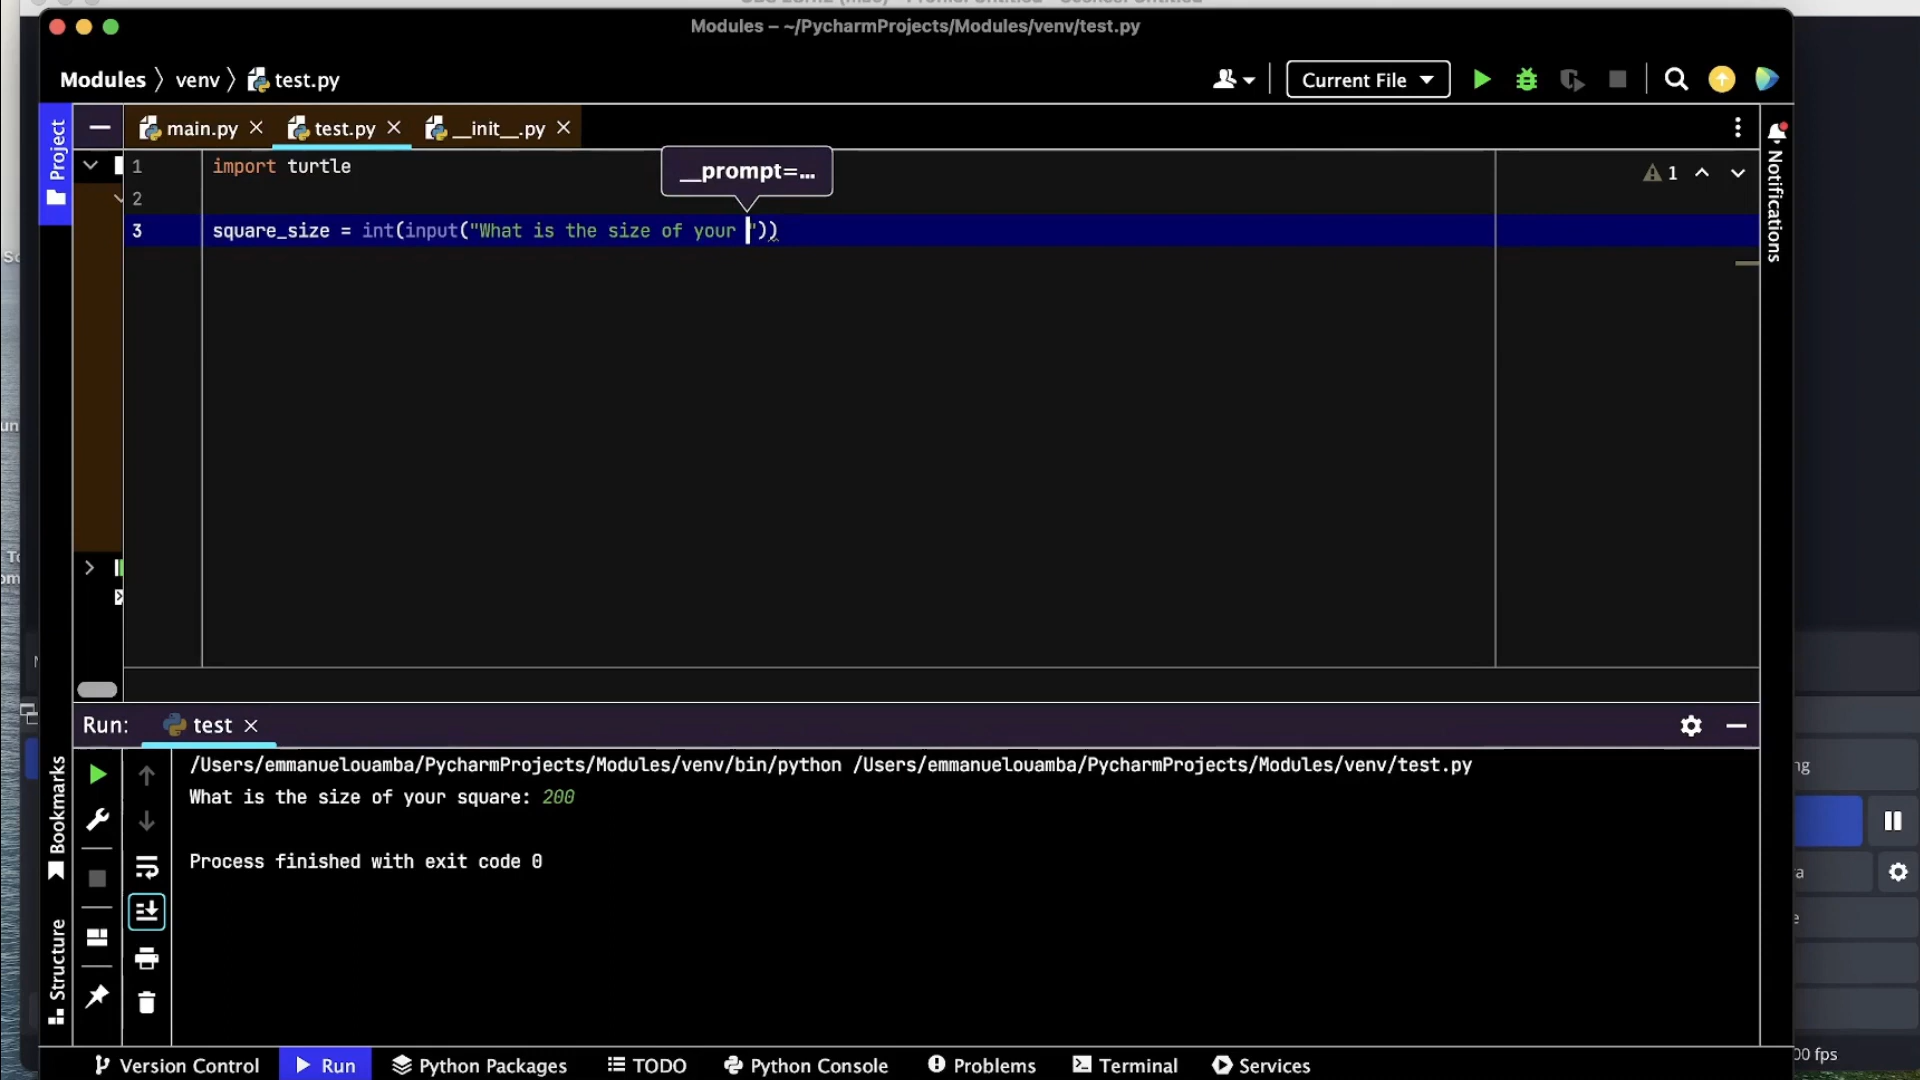 Modules – ~/PycharmProjects/Modules/venv/test.py
Modules 〉 venv 〉 test.py
Current File
Project
main.py
test.py
__init__.py
__prompt=...
1
Notifications
1 import turtle
2
3 square_size = int(input("What is the size of your "))
Run: test
/Users/emmanuelouamba/PycharmProjects/Modules/venv/bin/python /Users/emmanuelouamba/PycharmProjects/Modules/venv/test.py
What is the size of your square: 200
Process finished with exit code 0
Bookmarks
Structure
Version Control
Run
Python Packages
TODO
Python Console
Problems
Terminal
Services
00 fps